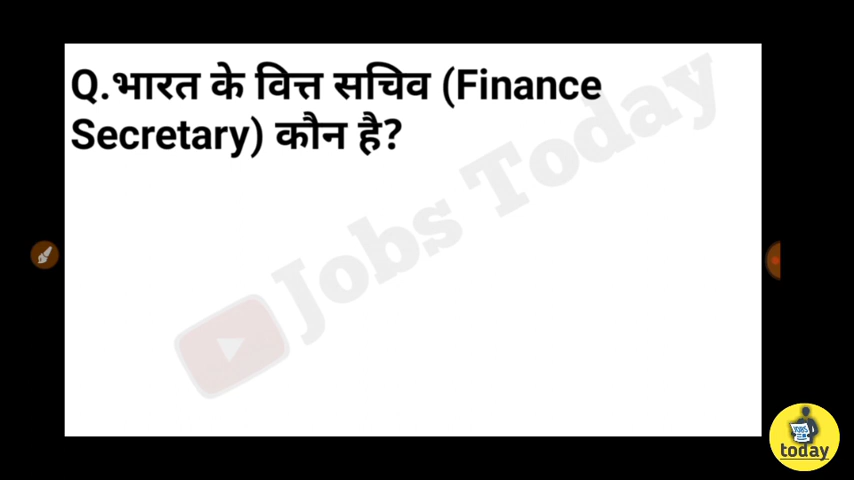 Q.भारत के वित्त सचिव (Finance
Secretary) कौन है?
Jobs Today
JOBS
today